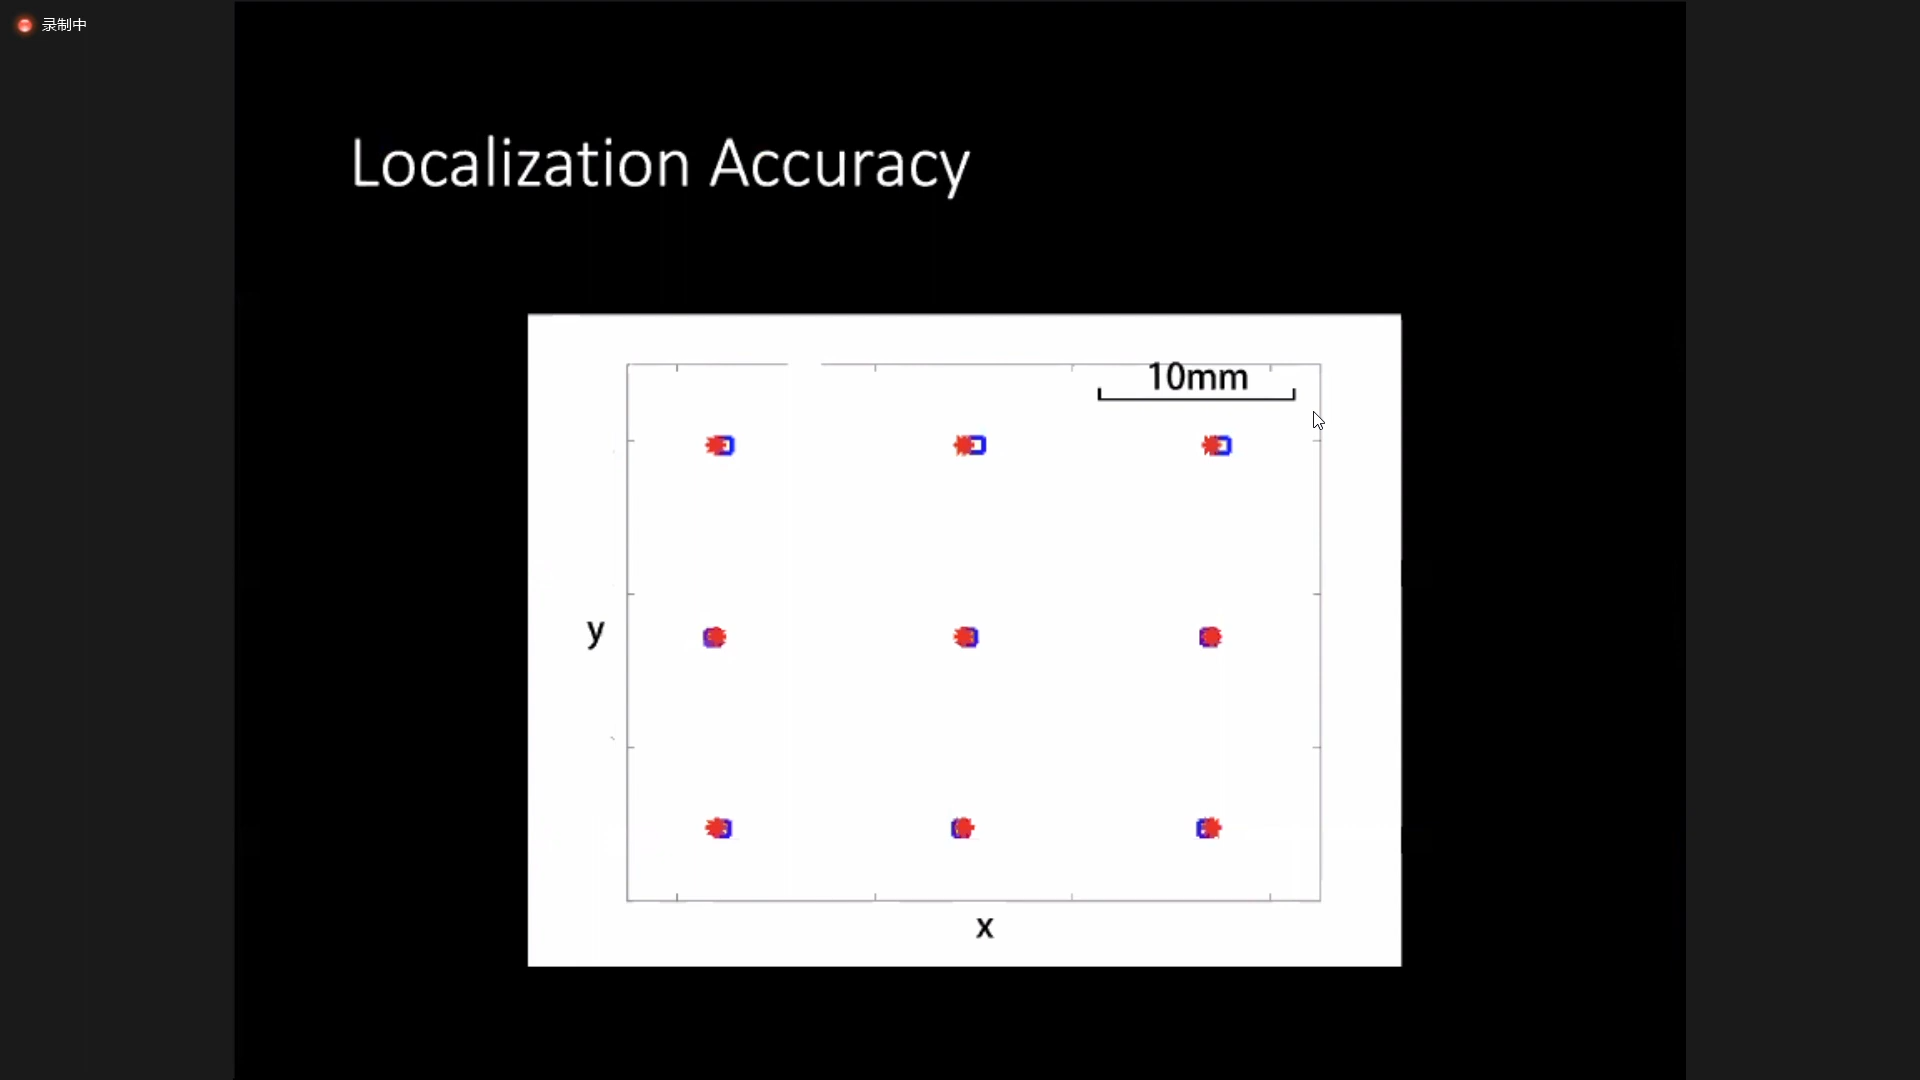 录制中
Localization Accuracy
10mm
y
x